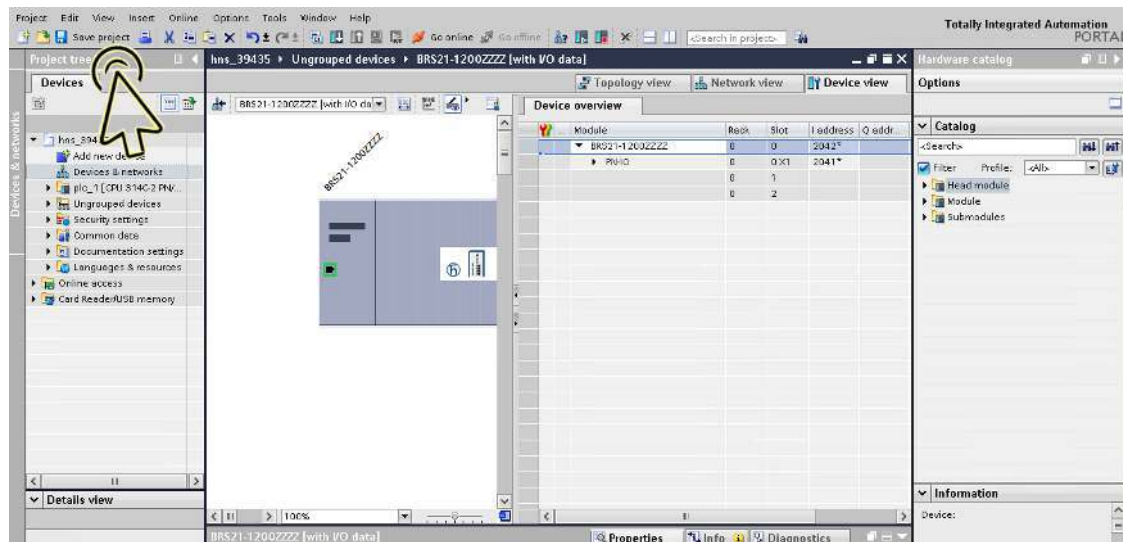 Project Edit View Insert Online Options Tools Window Help
Totally Integrated Automation
PORTAL
Save project
Go online
Go offline
<Search in project>
Project tree
hns_39435 ▸ Ungrouped devices ▸ BRS21-1200ZZZZ [with I/O data]
Hardware catalog
Devices
Topology view
Network view
Device view
Options
BRS21-1200ZZZZ [with I/O da
Device overview
Devices & networks
Module
Rack
Slot
I address
Q addr...
Catalog
BRS21-1200ZZZZ 0 0 2042*
PN-IO 0 0 X1 2041*
0 1
0 2
<Search>
Filter Profile: <All>
Head module
Module
Submodules
Add new
Devices & networks
plc_1 [CPU 314C-2 PN/...
Ungrouped devices
Security settings
Common data
Documentation settings
Languages & resources
Online access
Card Reader/USB memory
BRS21-1200ZZZZ
Details view
100%
Information
Device:
BRS21-1200ZZZZ [with I/O data]
Properties
Info
Diagnostics